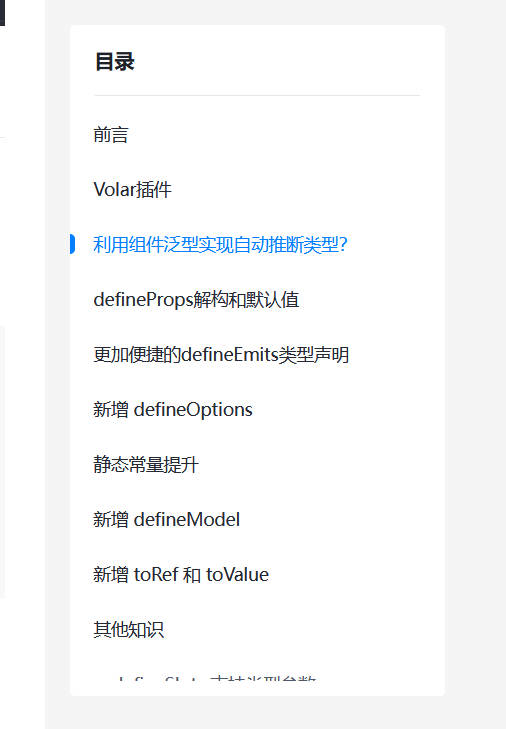 目录
前言
Volar插件
利用组件泛型实现自动推断类型？
defineProps解构和默认值
更加便捷的defineEmits类型声明
新增 defineOptions
静态常量提升
新增 defineModel
新增 toRef 和 toValue
其他知识